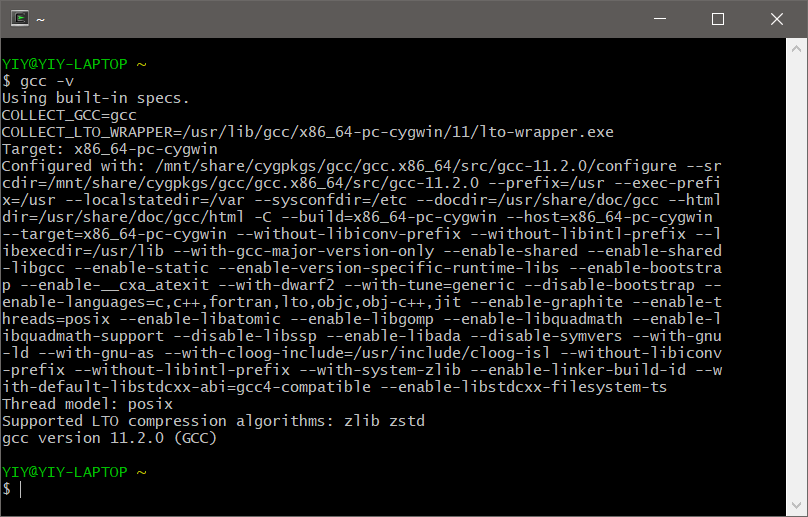 ~
YIY@YIY-LAPTOP ~
$ gcc -v
Using built-in specs.
COLLECT_GCC=gcc
COLLECT_LTO_WRAPPER=/usr/lib/gcc/x86_64-pc-cygwin/11/lto-wrapper.exe
Target: x86_64-pc-cygwin
Configured with: /mnt/share/cygpkgs/gcc/gcc.x86_64/src/gcc-11.2.0/configure --sr
cdir=/mnt/share/cygpkgs/gcc/gcc.x86_64/src/gcc-11.2.0 --prefix=/usr --exec-prefi
x=/usr --localstatedir=/var --sysconfdir=/etc --docdir=/usr/share/doc/gcc --html
dir=/usr/share/doc/gcc/html -C --build=x86_64-pc-cygwin --host=x86_64-pc-cygwin
--target=x86_64-pc-cygwin --without-libiconv-prefix --without-libintl-prefix --l
ibexecdir=/usr/lib --with-gcc-major-version-only --enable-shared --enable-shared
-libgcc --enable-static --enable-version-specific-runtime-libs --enable-bootstra
p --enable-__cxa_atexit --with-dwarf2 --with-tune=generic --disable-bootstrap --
enable-languages=c,c++,fortran,lto,objc,obj-c++,jit --enable-graphite --enable-t
hreads=posix --enable-libatomic --enable-libgomp --enable-libquadmath --enable-l
ibquadmath-support --disable-libssp --enable-libada --disable-symvers --with-gnu
-ld --with-gnu-as --with-cloog-include=/usr/include/cloog-isl --without-libiconv
-prefix --without-libintl-prefix --with-system-zlib --enable-linker-build-id --w
ith-default-libstdcxx-abi=gcc4-compatible --enable-libstdcxx-filesystem-ts
Thread model: posix
Supported LTO compression algorithms: zlib zstd
gcc version 11.2.0 (GCC)
YIY@YIY-LAPTOP ~
$